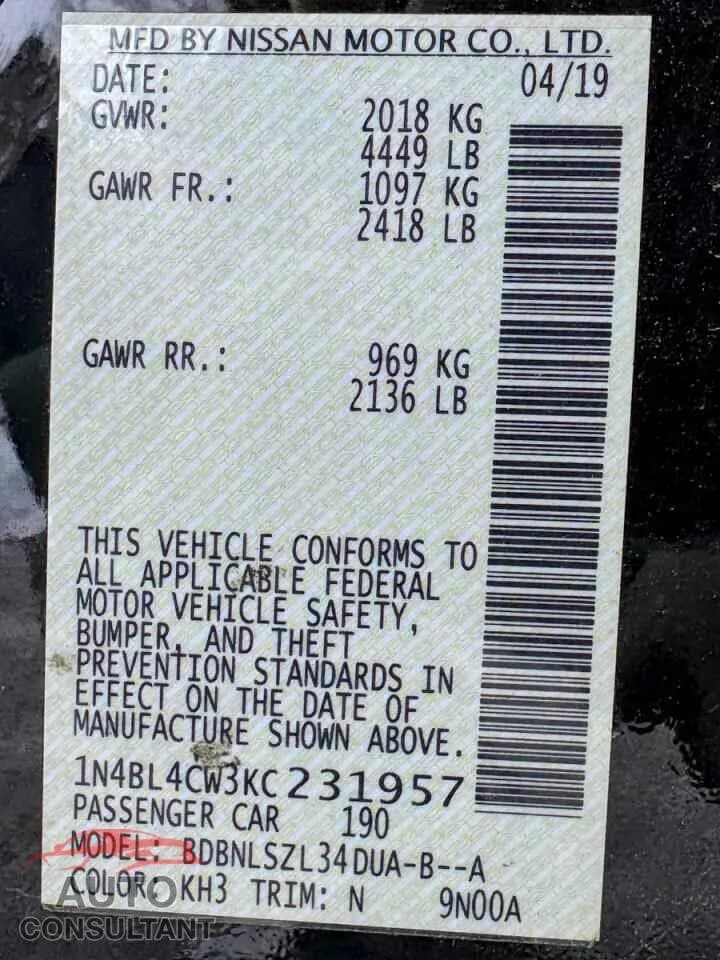 MFD BY NISSAN MOTOR CO., LTD.
DATE: 04/19
GVWR: 2018 KG
4449 LB
GAWR FR.: 1097 KG
2418 LB
GAWR RR.: 969 KG
2136 LB
THIS VEHICLE CONFORMS TO
ALL APPLICABLE FEDERAL
MOTOR VEHICLE SAFETY,
BUMPER, AND THEFT
PREVENTION STANDARDS IN
EFFECT ON THE DATE OF
MANUFACTURE SHOWN ABOVE.
1N4BL4CW3KC231957
PASSENGER CAR 190
MODEL: BDBNLSZL34DUA-B--A
COLOR: KH3 TRIM: N 9N00A
AUTO
CONSULTANT